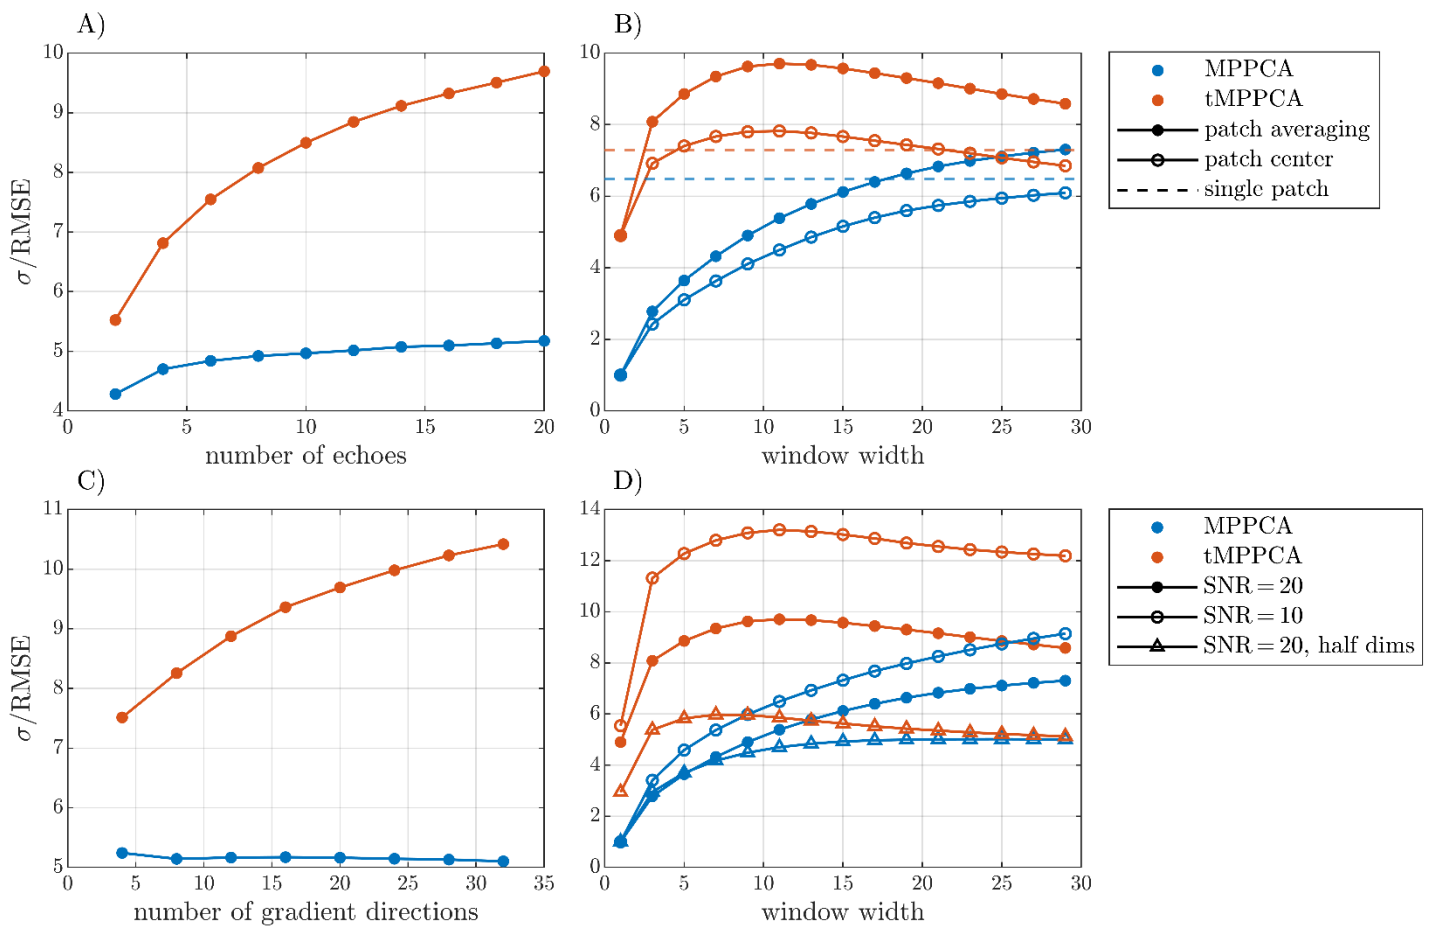 A)
10
9
8
7
6
5
4
σ/RMSE
0
5
10
15
20
number of echoes
B)
10
8
6
4
2
0
0
5
10
15
20
25
30
window width
MPPCA
tMPPCA
patch averaging
patch center
single patch
C)
11
10
9
8
7
6
5
σ/RMSE
0
5
10
15
20
25
30
35
number of gradient directions
D)
14
12
10
8
6
4
2
0
0
5
10
15
20
25
30
window width
MPPCA
tMPPCA
SNR = 20
SNR = 10
SNR = 20, half dims